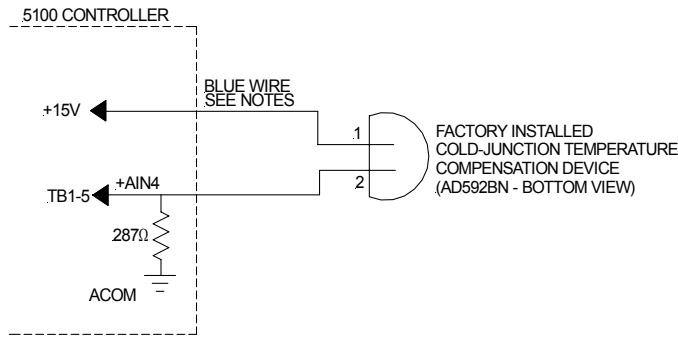 5100 CONTROLLER
BLUE WIRE
SEE NOTES
+15V
1
FACTORY INSTALLED
COLD-JUNCTION TEMPERATURE
COMPENSATION DEVICE
(AD592BN - BOTTOM VIEW)
2
+AIN4
TB1-5
287Ω
ACOM